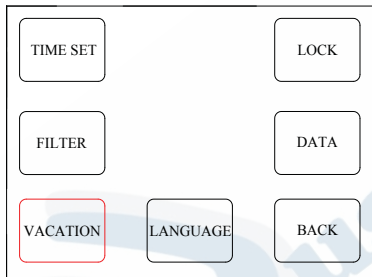 TIME SET
LOCK
FILTER
DATA
VACATION
LANGUAGE
BACK